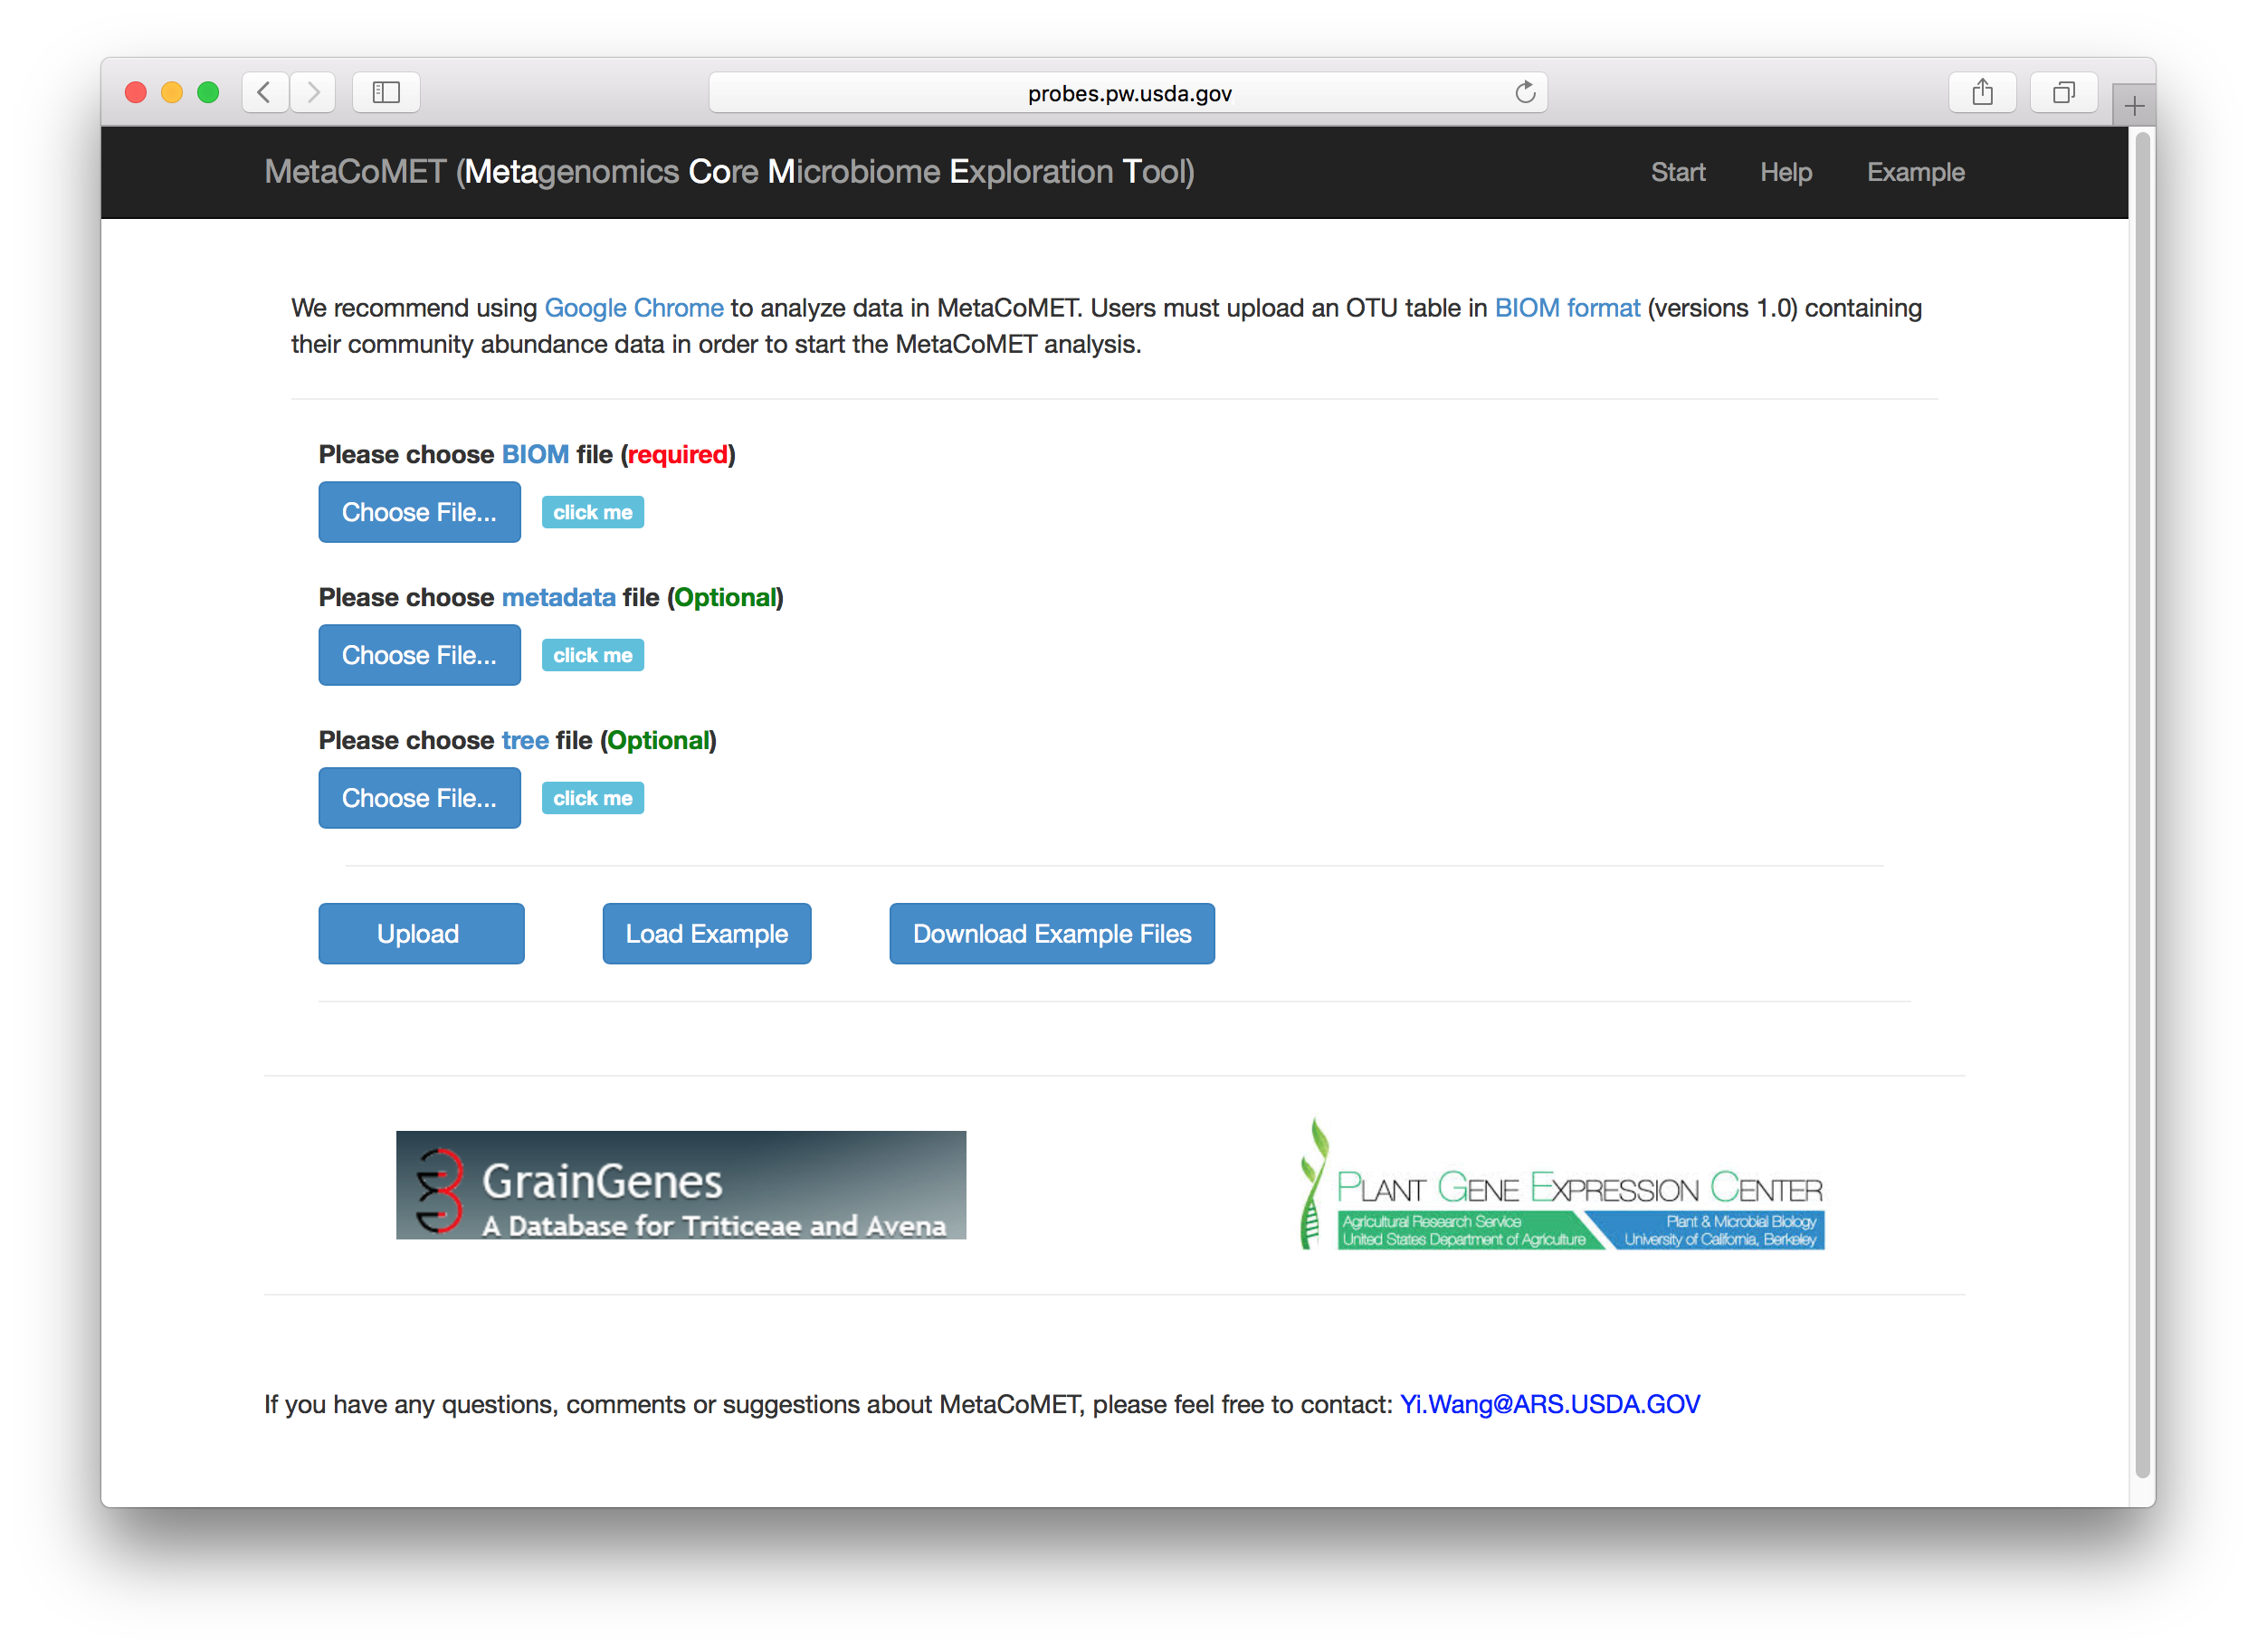 probes.pw.usda.gov
MetaCoMET (Metagenomics Core Microbiome Exploration Tool)
Start Help Example
We recommend using Google Chrome to analyze data in MetaCoMET. Users must upload an OTU table in BIOM format (versions 1.0) containing
their community abundance data in order to start the MetaCoMET analysis.
Please choose BIOM file (required)
Choose File... click me
Please choose metadata file (Optional)
Choose File... click me
Please choose tree file (Optional)
Choose File... click me
Upload Load Example Download Example Files
GrainGenes
A Database for Triticeae and Avena
PLANT GENE EXPRESSION CENTER
Agricultural Research Service
United States Department of Agriculture
Plant & Microbial Biology
University of California, Berkeley
If you have any questions, comments or suggestions about MetaCoMET, please feel free to contact: Yi.Wang@ARS.USDA.GOV